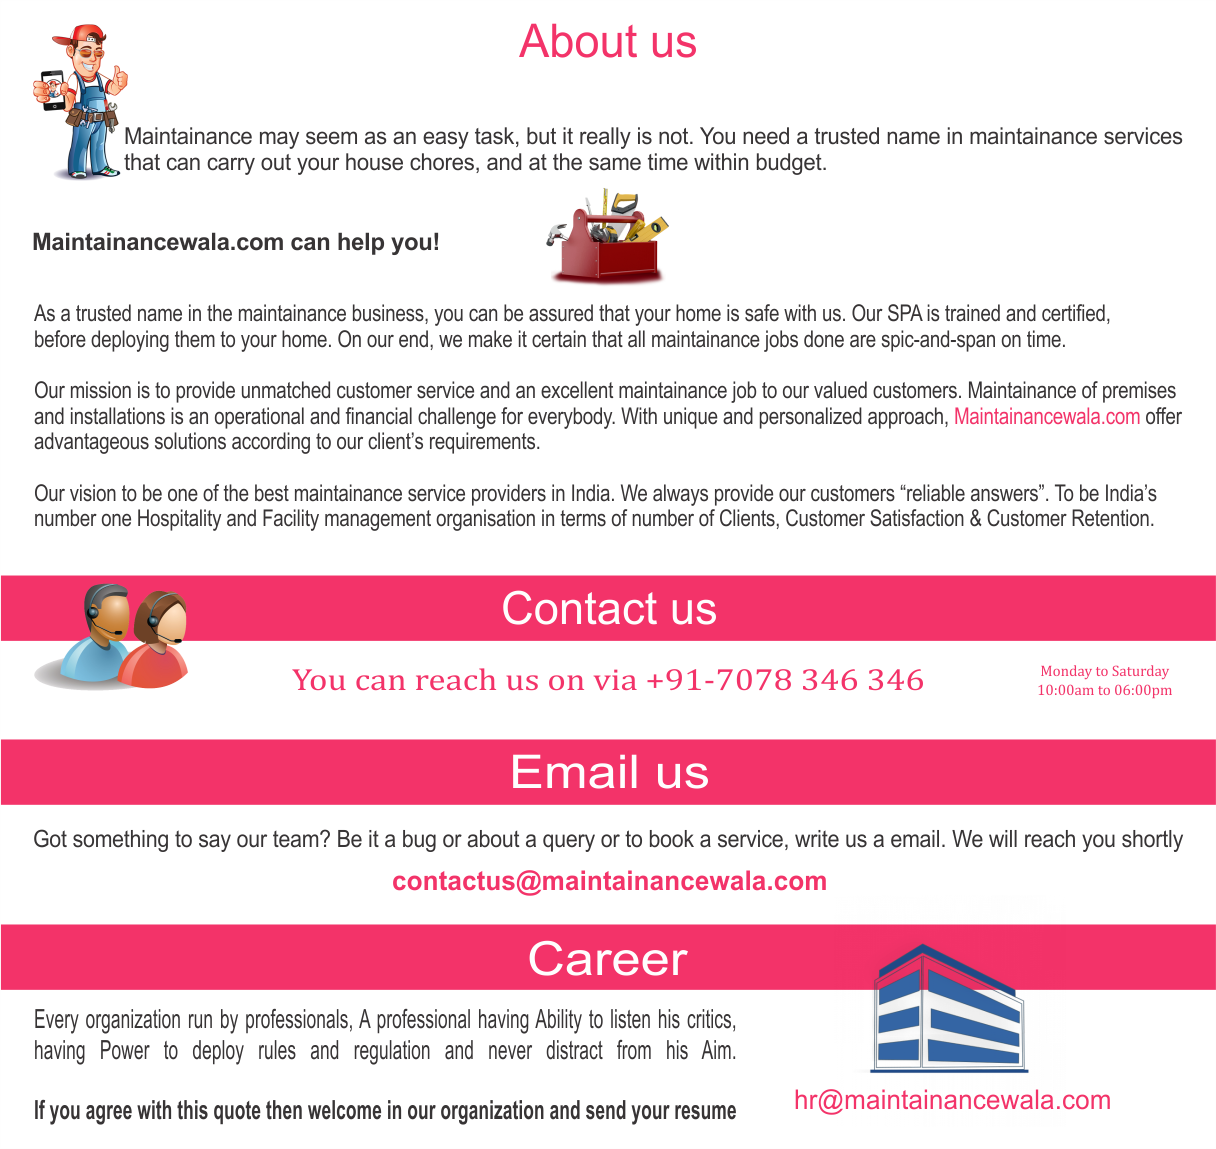 About us
Maintainance may seem as an easy task, but it really is not. You need a trusted name in maintainance services
that can carry out your house chores, and at the same time within budget.
Maintainancewala.com can help you!
As a trusted name in the maintainance business, you can be assured that your home is safe with us. Our SPA is trained and certified,
before deploying them to your home. On our end, we make it certain that all maintainance jobs done are spic-and-span on time.
Our mission is to provide unmatched customer service and an excellent maintainance job to our valued customers. Maintainance of premises
and installations is an operational and financial challenge for everybody. With unique and personalized approach, Maintainancewala.com offer
advantageous solutions according to our client’s requirements.
Our vision to be one of the best maintainance service providers in India. We always provide our customers “reliable answers”. To be India’s
number one Hospitality and Facility management organisation in terms of number of Clients, Customer Satisfaction & Customer Retention.
Contact us
You can reach us on via +91-7078 346 346
Monday to Saturday
10:00am to 06:00pm
Email us
Got something to say our team? Be it a bug or about a query or to book a service, write us a email. We will reach you shortly
contactus@maintainancewala.com
Career
Every organization run by professionals, A professional having Ability to listen his critics,
having Power to deploy rules and regulation and never distract from his Aim.
If you agree with this quote then welcome in our organization and send your resume
hr@maintainancewala.com